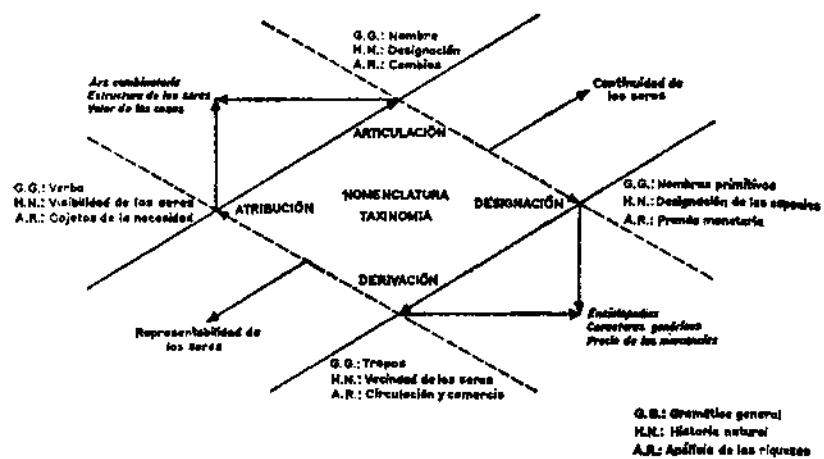 G.G.: Nombre
H.N.: Designación
A.R.: Cambios
Ars combinatoria
Estructura de los seres
Valor de las cosas
Continuidad de
los seres
ARTICULACIÓN
G.G.: Verbo
H.N.: Visibilidad de los seres
A.R.: Objetos de la necesidad
ATRIBUCIÓN
NOMENCLATURA
TAXINOMIA
DESIGNACIÓN
G.G.: Nombres primitivos
H.N.: Designación de las especies
A.R.: Prenda monetaria
DERIVACIÓN
Representabilidad de
los seres
Enciclopedias
Caracteres genéricos
Precio de las mercancías
G.G.: Tropos
H.N.: Vecindad de los seres
A.R.: Circulación y comercio
G.G.: Gramática general
H.N.: Historia natural
A.R.: Análisis de las riquezas